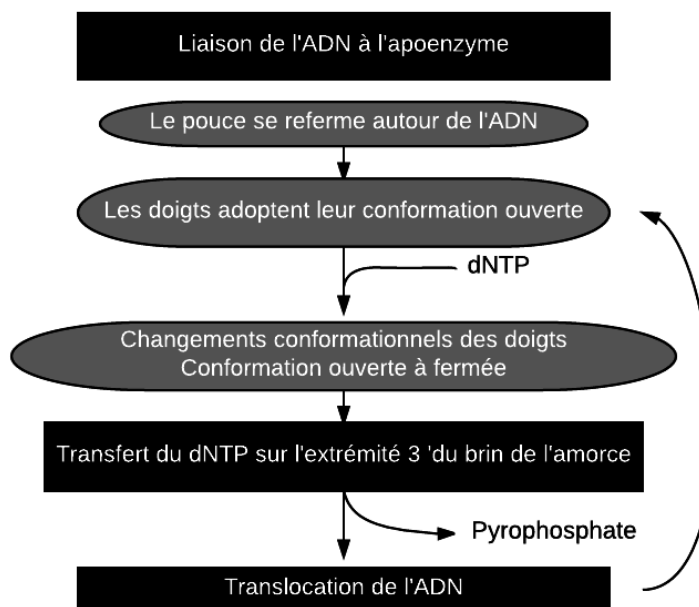 Liaison de l'ADN à l'apoenzyme
Le pouce se referme autour de l'ADN
Les doigts adoptent leur conformation ouverte
dNTP
Changements conformationnels des doigts
Conformation ouverte à fermée
Transfert du dNTP sur l'extrémité 3 'du brin de l'amorce
Pyrophosphate
Translocation de l'ADN